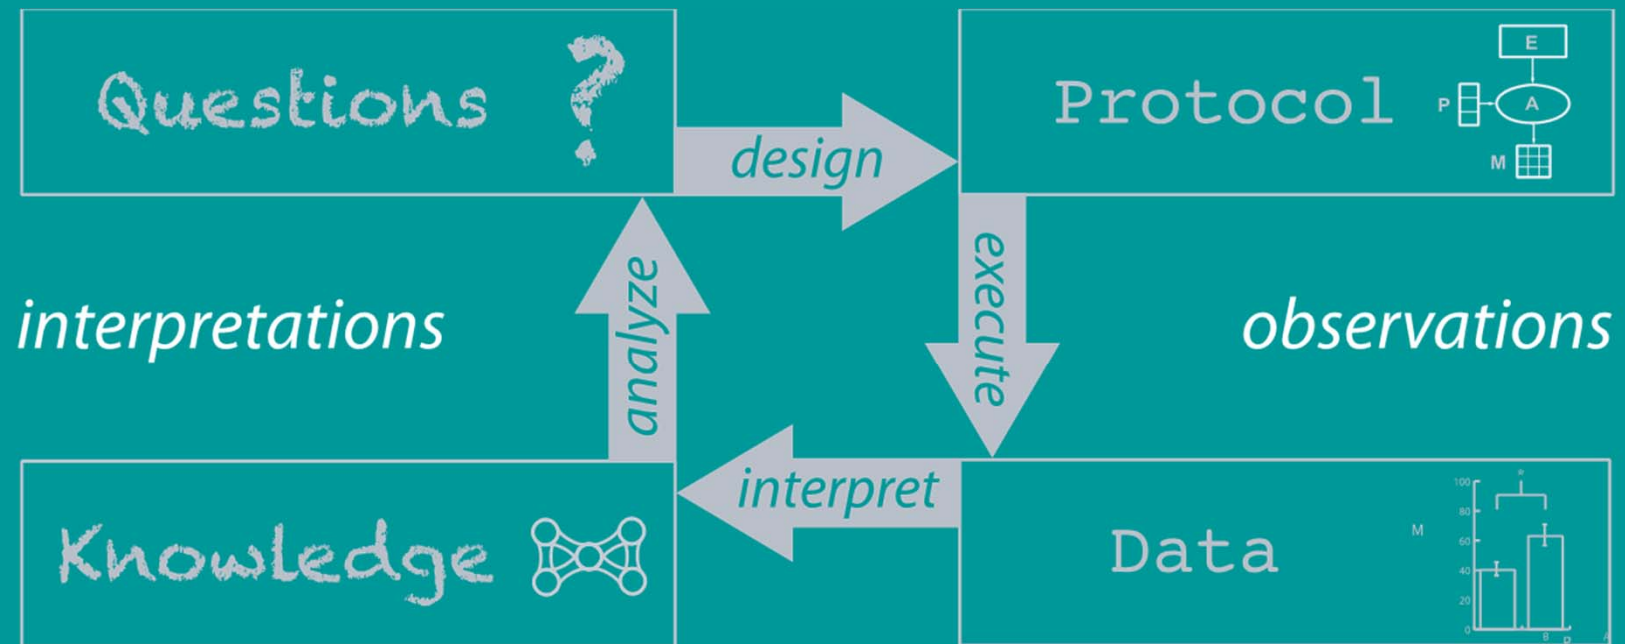 Questions ?
design
Protocol
E
P
A
M
interpretations
analyze
execute
observations
Knowledge
interpret
Data
M
100
80
60
40
20
0
*
B